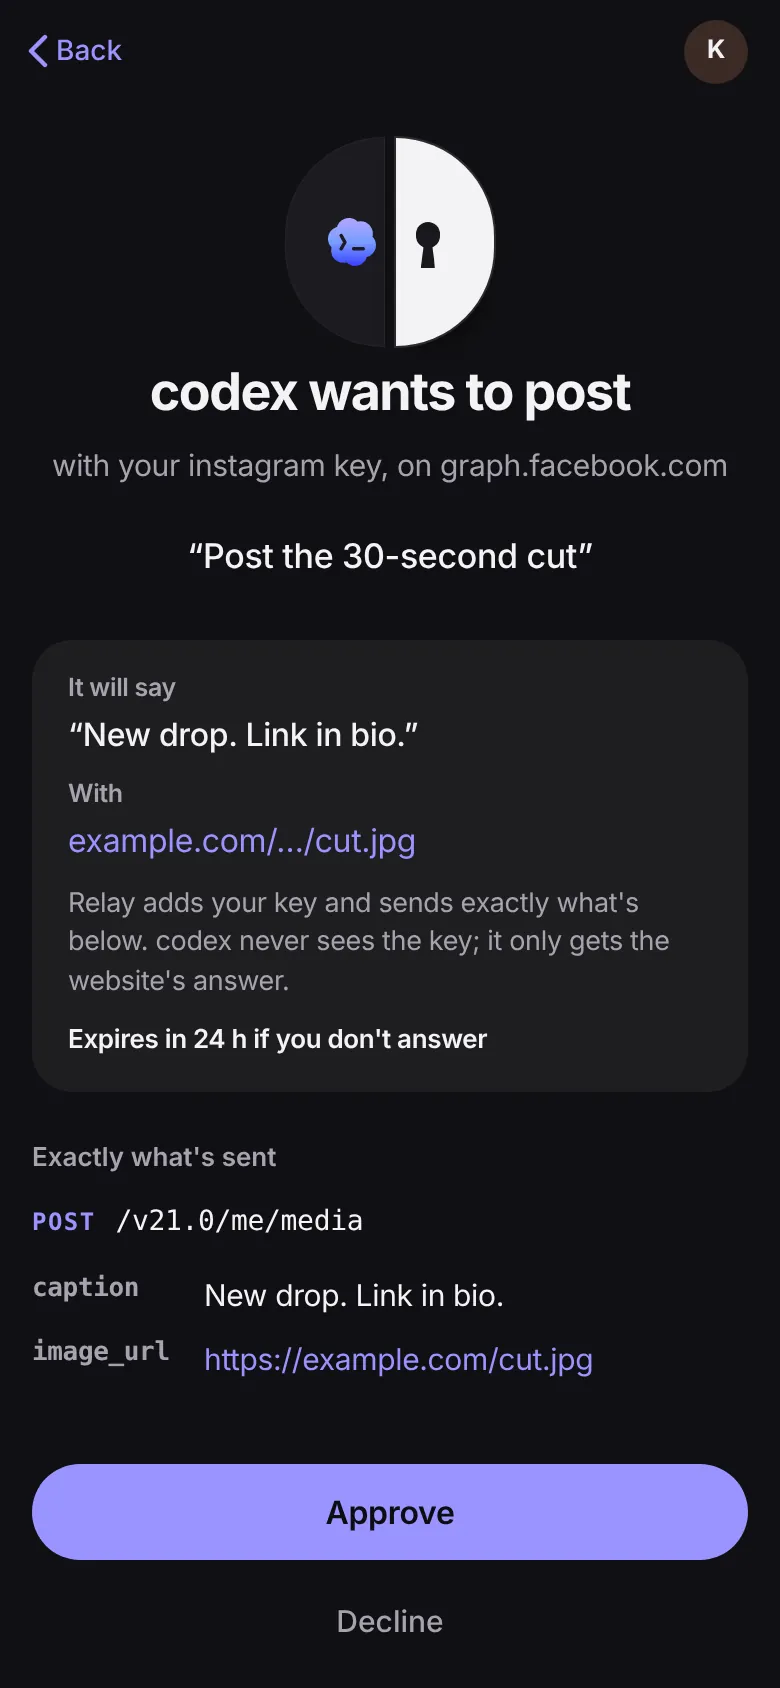 Back
K
codex wants to post
with your instagram key, on graph.facebook.com
“Post the 30-second cut”
It will say
“New drop. Link in bio.”
With
example.com/.../cut.jpg
Relay adds your key and sends exactly what's
below. codex never sees the key; it only gets the
website's answer.
Expires in 24 h if you don't answer
Exactly what's sent
POST /v21.0/me/media
caption New drop. Link in bio.
image_url https://example.com/cut.jpg
Approve
Decline